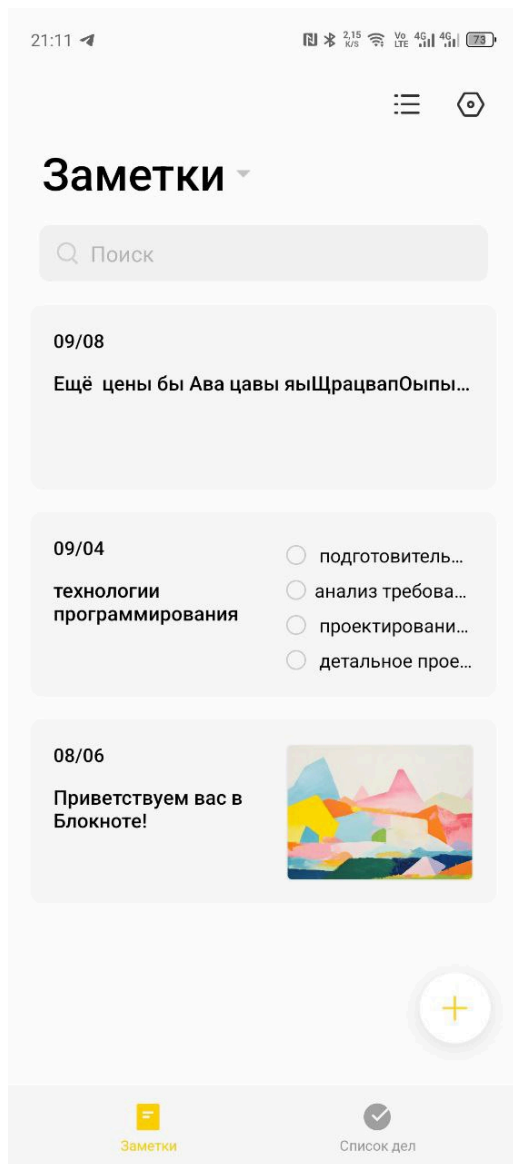 21:11
2,15 K/S Vo LTE 4G 4G 73
Заметки
Поиск
09/08
Ещё цены бы Ава цавы яыЩрацвапОыпы...
09/04
технологии
программирования
подготовитель...
анализ требова...
проектировани...
детальное прое...
08/06
Приветствуем вас в
Блокноте!
Заметки
Список дел